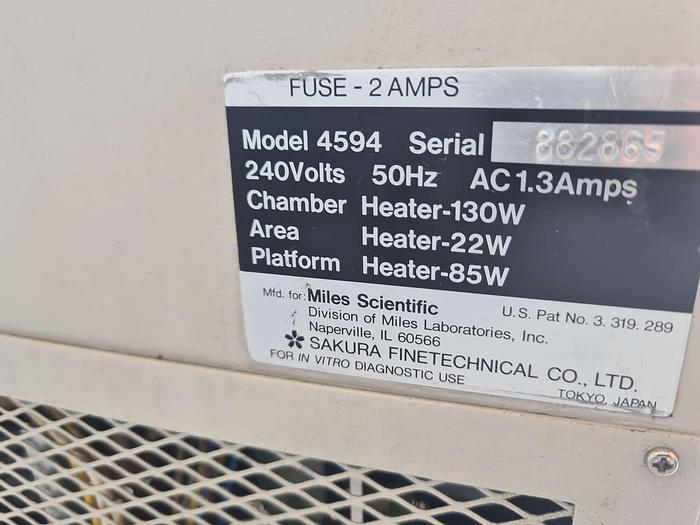 FUSE - 2 AMPS
Model 4594 Serial 882865
240Volts 50Hz AC 1.3Amps
Chamber Heater-130W
Area Heater-22W
Platform Heater-85W
Mfd. for: Miles Scientific U.S. Pat No. 3. 319. 289
Division of Miles Laboratories, Inc.
Naperville, IL 60566
SAKURA FINETECHNICAL CO., LTD.
FOR IN VITRO DIAGNOSTIC USE TOKYO, JAPAN